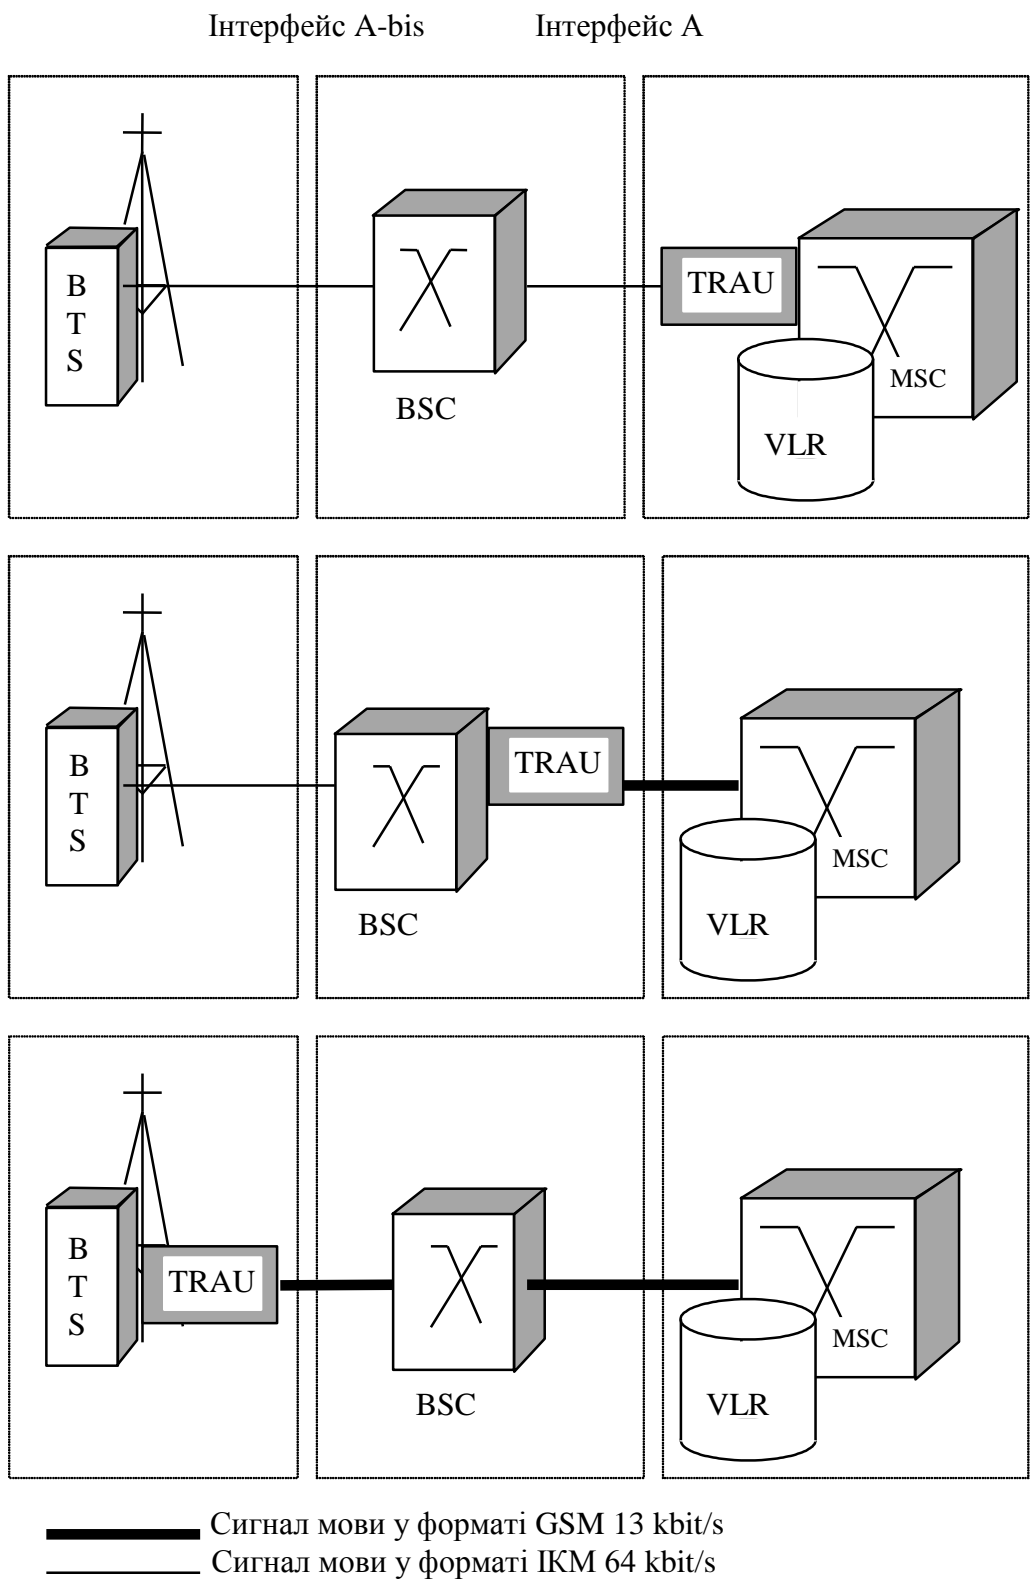 Інтерфейс A-bis Інтерфейс A
B
T
S
BSC
TRAU
MSC
VLR
B
T
S
BSC
TRAU
MSC
VLR
B
T
S
TRAU
BSC
MSC
VLR
Сигнал мови у форматі GSM 13 kbit/s
Сигнал мови у форматі ІКМ 64 kbit/s